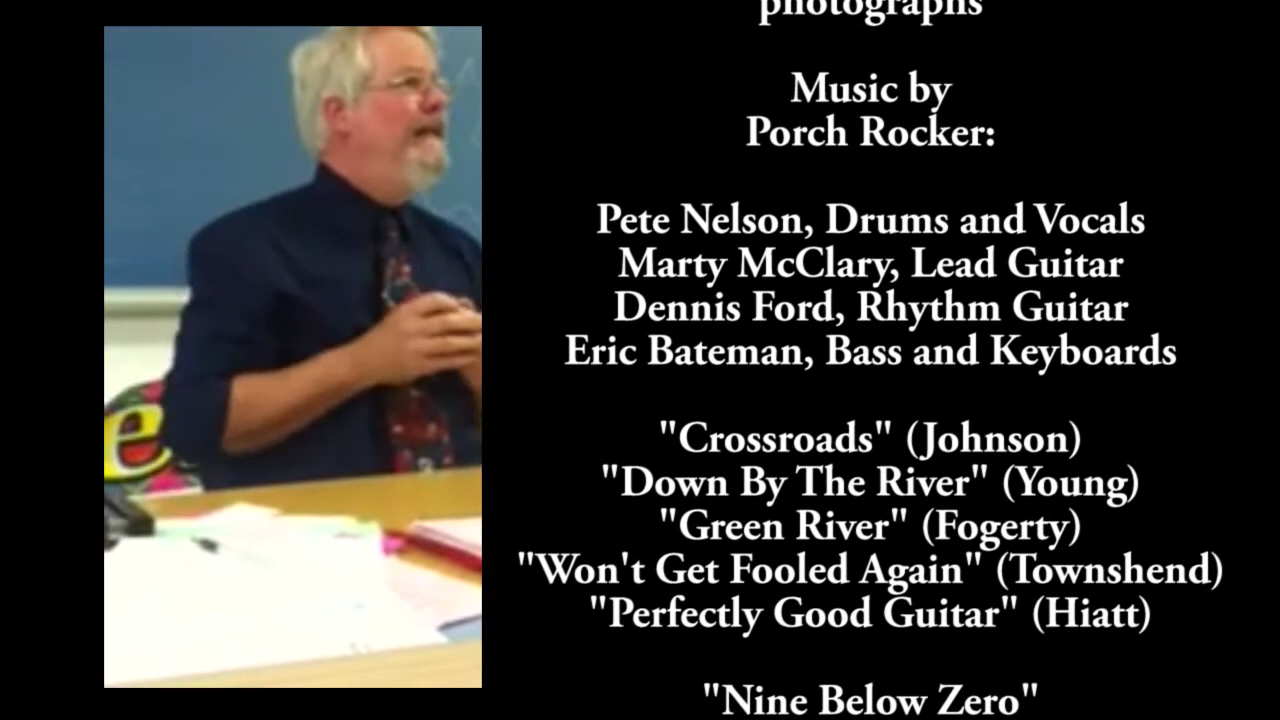 photographs
Music by
Porch Rocker:
Pete Nelson, Drums and Vocals
Marty McClary, Lead Guitar
Dennis Ford, Rhythm Guitar
Eric Bateman, Bass and Keyboards
"Crossroads" (Johnson)
"Down By The River" (Young)
"Green River" (Fogerty)
"Won't Get Fooled Again" (Townshend)
"Perfectly Good Guitar" (Hiatt)
"Nine Below Zero"
e